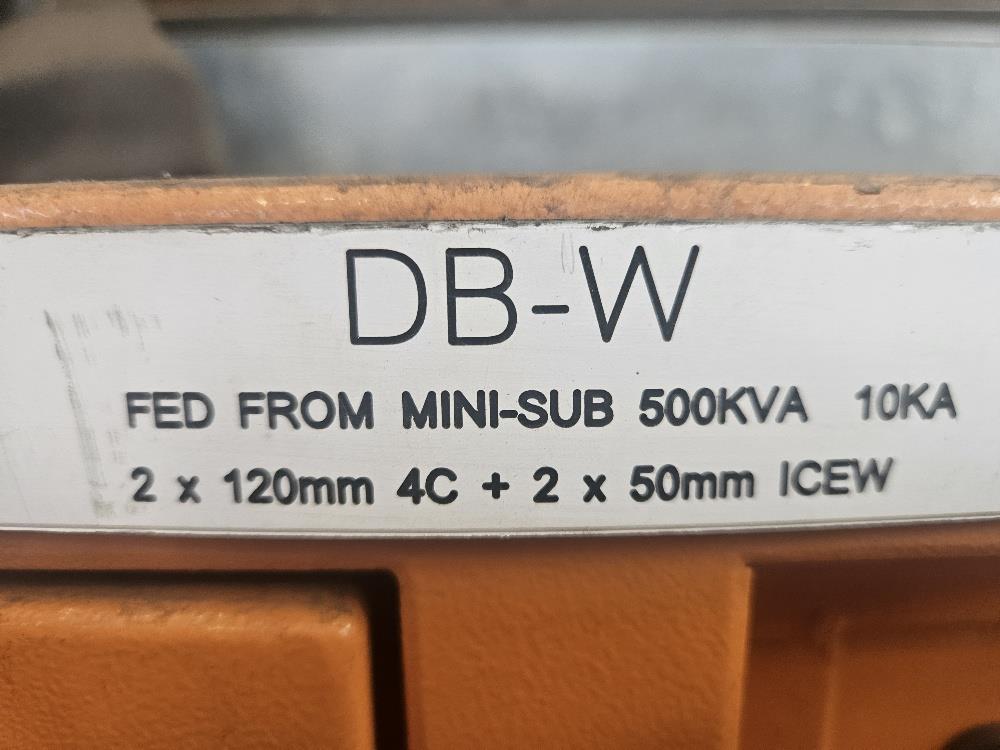 DB-W
FED FROM MINI-SUB 500KVA 10KA
2 x 120mm 4C + 2 x 50mm ICEW